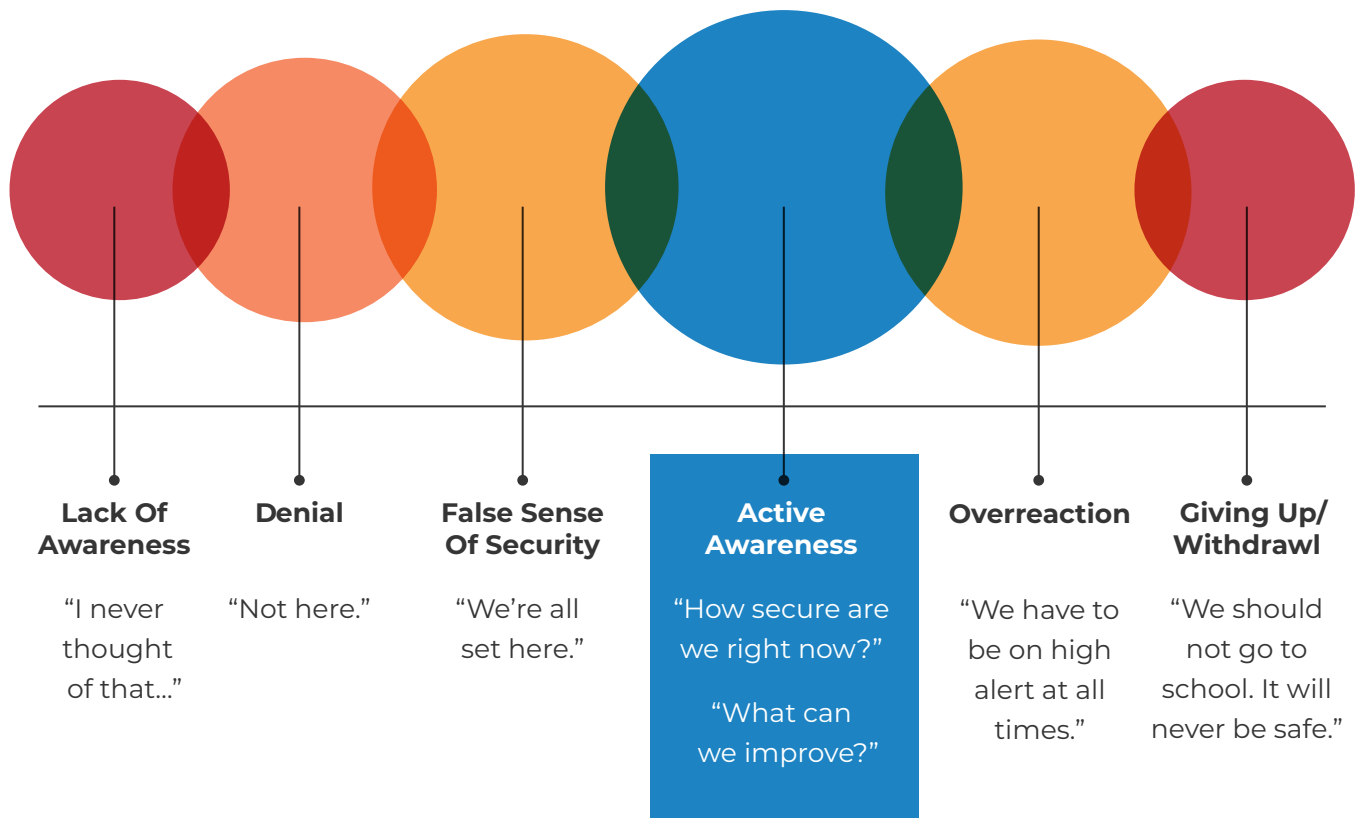 Lack Of
Awareness
“I never
thought
of that...”
Denial
“Not here.”
False Sense
Of Security
“We’re all
set here.”
Active
Awareness
“How secure are
we right now?”
“What can
we improve?”
Overreaction
“We have to
be on high
alert at all
times.”
Giving Up/
Withdrawl
“We should
not go to
school. It will
never be safe.”